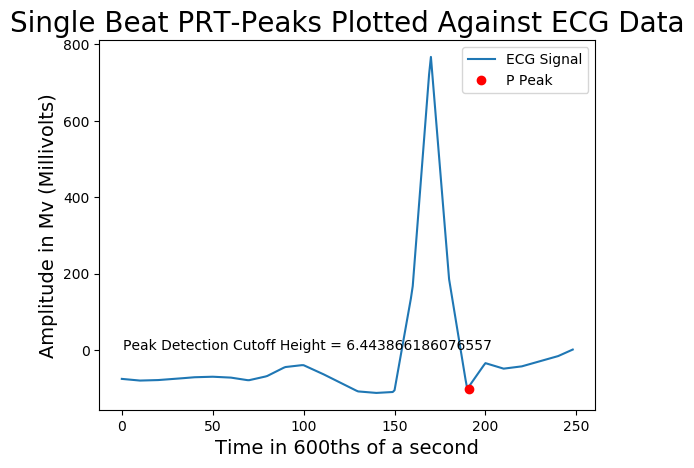 Single Beat PRT-Peaks Plotted Against ECG Data
800
600
400
200
0
Amplitude in Mv (Millivolts)
ECG Signal
P Peak
Peak Detection Cutoff Height = 6.443866186076557
0
50
100
150
200
250
Time in 600ths of a second